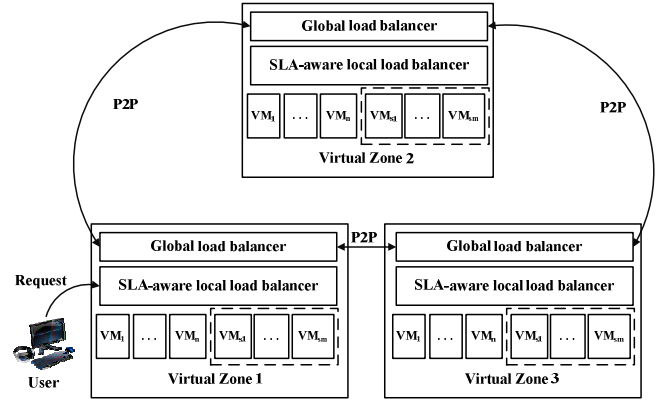 Global load balancer
SLA-aware local load balancer
VM1 ... VMn VMs1 ... VMsm
Virtual Zone 2
P2P
P2P
P2P
Global load balancer
SLA-aware local load balancer
VM1 ... VMn VMs1 ... VMsm
Virtual Zone 1
Global load balancer
SLA-aware local load balancer
VM1 ... VMn VMs1 ... VMsm
Virtual Zone 3
Request
User